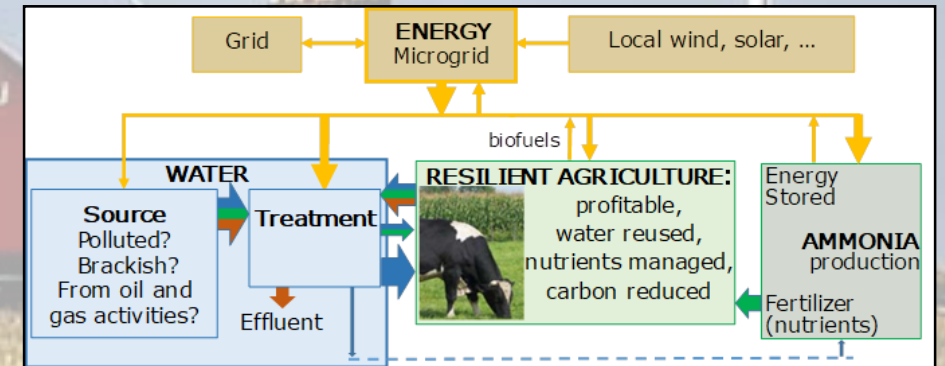 Grid
ENERGY
Microgrid
Local wind, solar, ...
biofuels
WATER
Source
Polluted?
Brackish?
From oil and
gas activities?
Treatment
Effluent
RESILIENT AGRICULTURE:
profitable,
water reused,
nutrients managed,
carbon reduced
Energy
Stored
AMMONIA
production
Fertilizer
(nutrients)